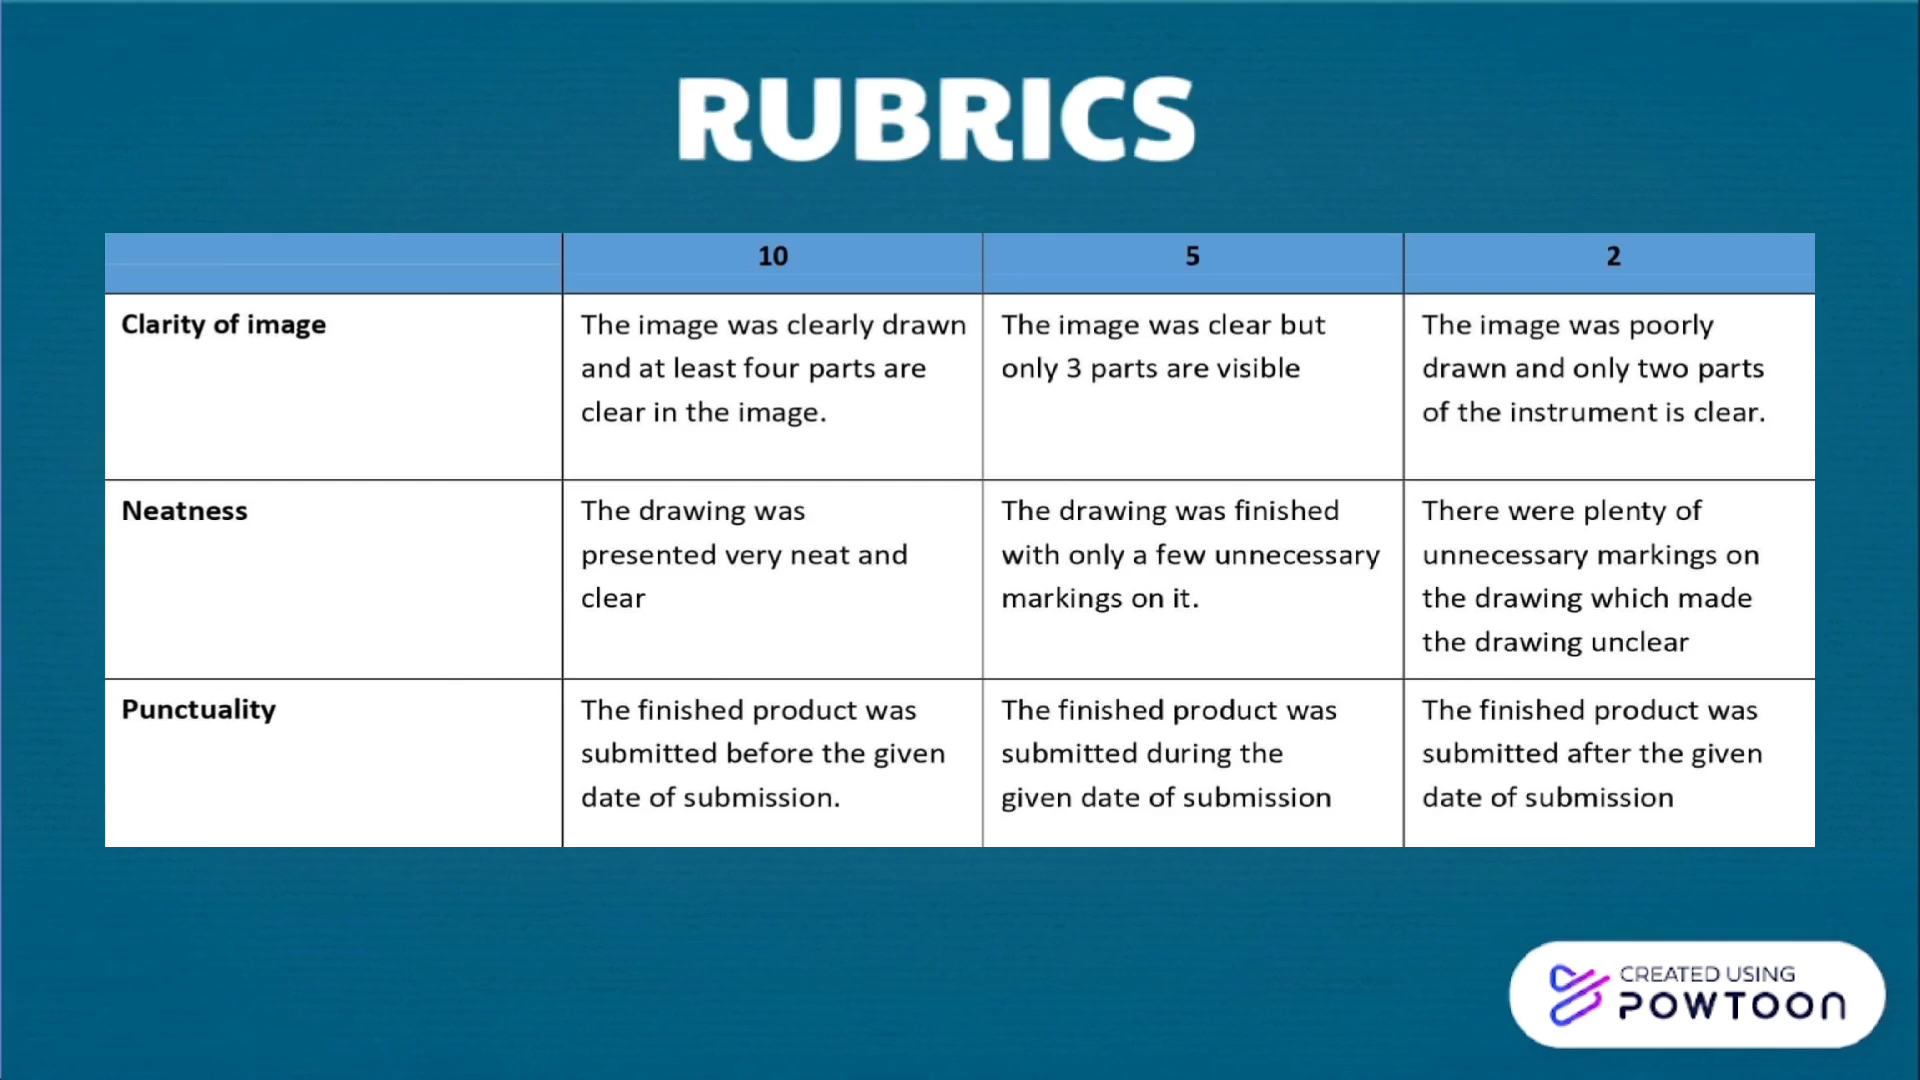 RUBRICS
10
5
2
Clarity of image
The image was clearly drawn
and at least four parts are
clear in the image.
The image was clear but
only 3 parts are visible
The image was poorly
drawn and only two parts
of the instrument is clear.
Neatness
The drawing was
presented very neat and
clear
The drawing was finished
with only a few unnecessary
markings on it.
There were plenty of
unnecessary markings on
the drawing which made
the drawing unclear
Punctuality
The finished product was
submitted before the given
date of submission.
The finished product was
submitted during the
given date of submission
The finished product was
submitted after the given
date of submission
CREATED USING
POWTOON